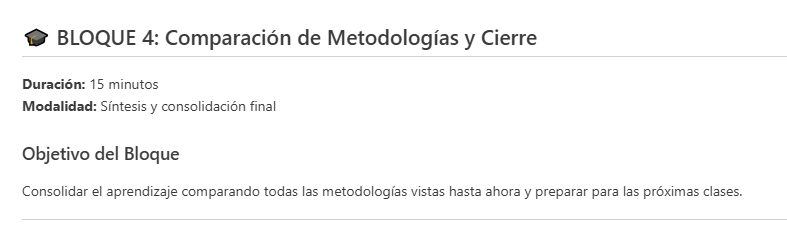 🎓 BLOQUE 4: Comparación de Metodologías y Cierre
Duración: 15 minutos
Modalidad: Síntesis y consolidación final
Objetivo del Bloque
Consolidar el aprendizaje comparando todas las metodologías vistas hasta ahora y preparar para las próximas clases.